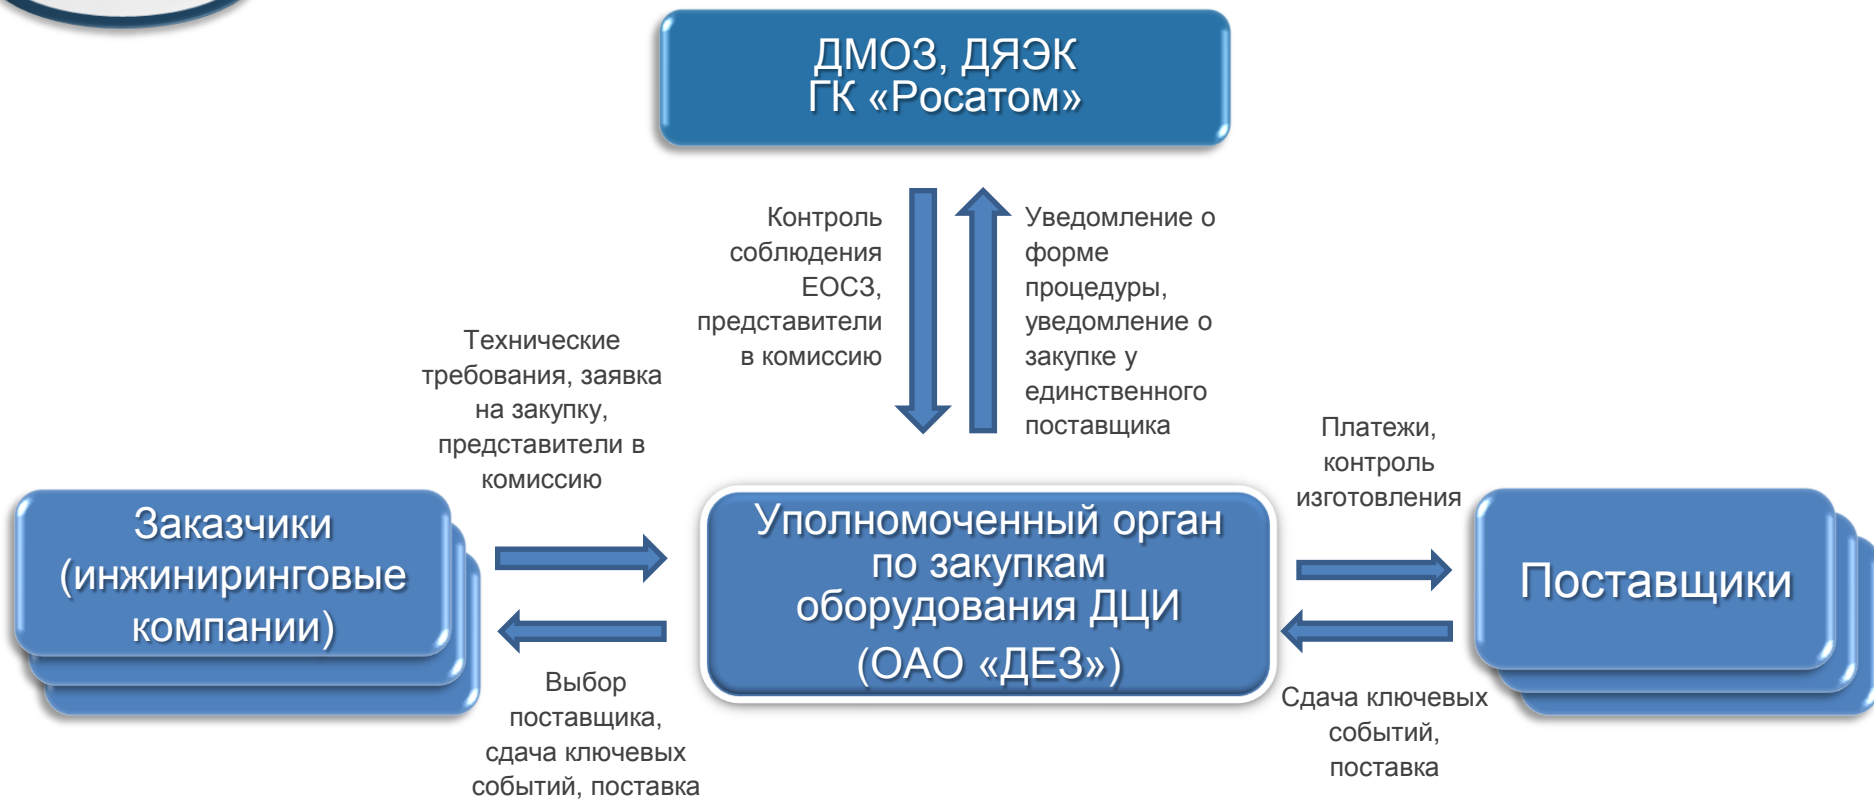 ДМОЗ, ДЯЭК
ГК «Росатом»
Контроль
соблюдения
ЕОСЗ,
представители
в комиссию
Уведомление о
форме
процедуры,
уведомление о
закупке у
единственного
поставщика
Технические
требования, заявка
на закупку,
представители в
комиссию
Платежи,
контроль
изготовления
Заказчики
(инжиниринговые
компании)
Уполномоченный орган
по закупкам
оборудования ДЦИ
(ОАО «ДЕЗ»)
Поставщики
Выбор
поставщика,
сдача ключевых
событий, поставка
Сдача ключевых
событий,
поставка